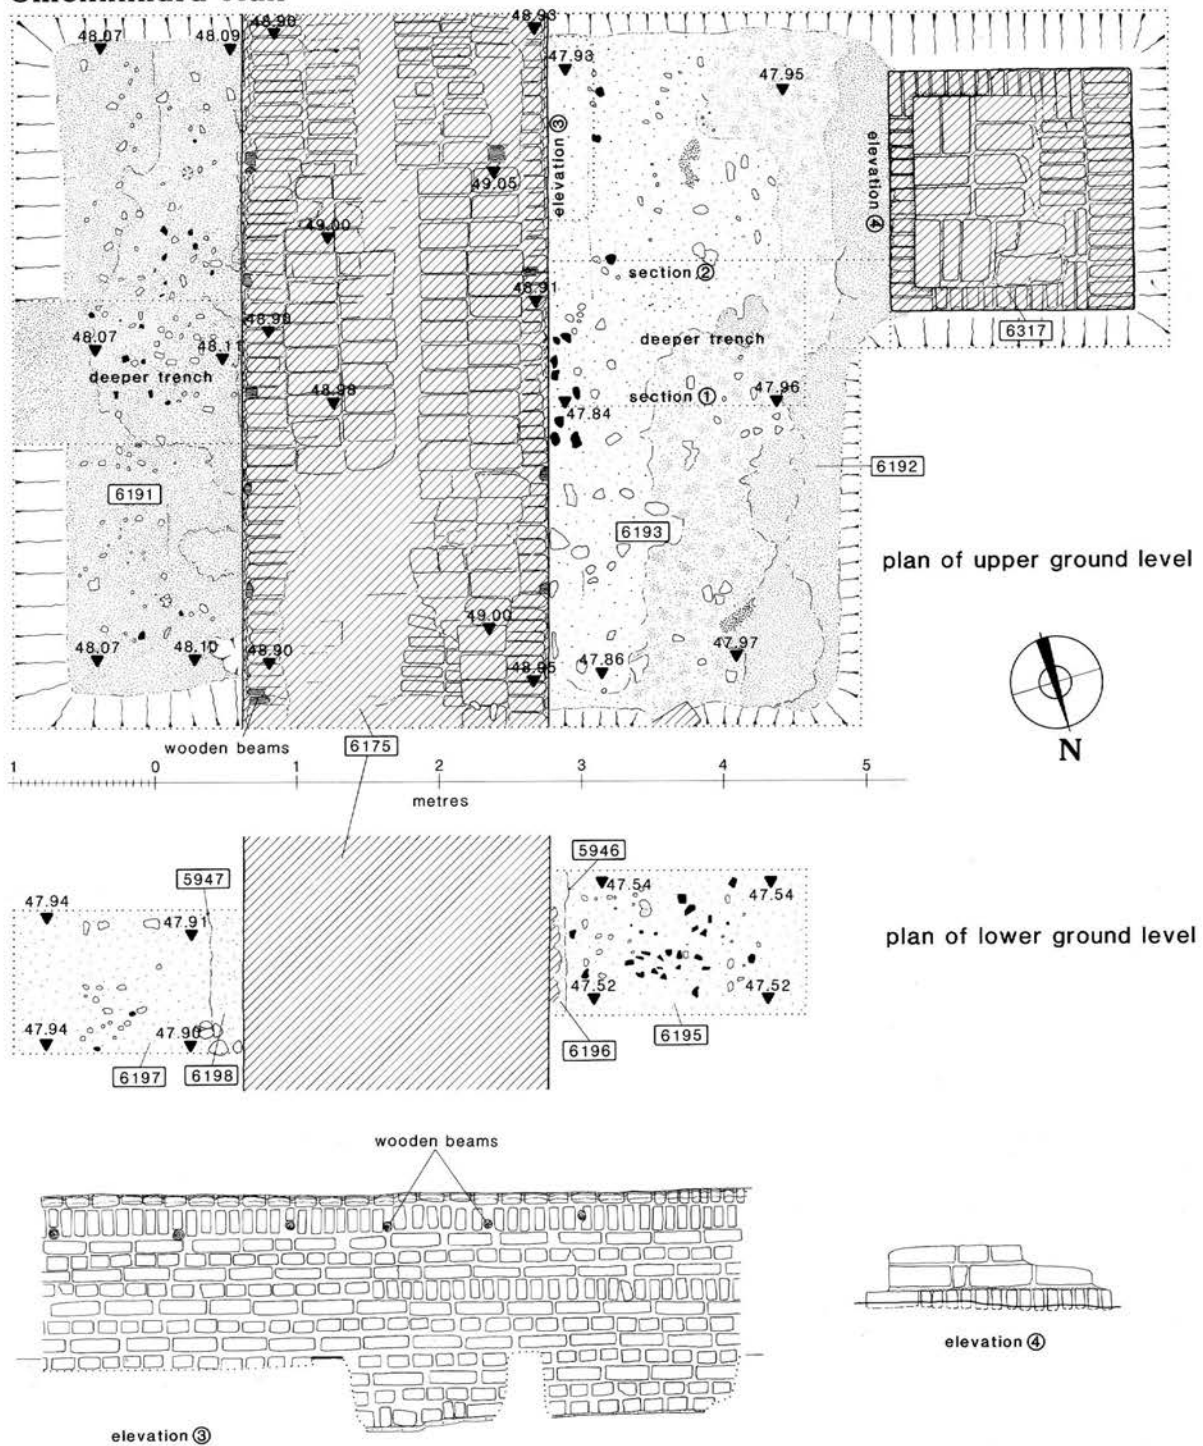 48.07
48.09
48.90
48.93
47.93
47.95
elevation ③
elevation ④
49.05
49.00
section ②
48.91
48.90
48.07
48.11
deeper trench
deeper trench
6317
48.98
section ①
47.96
47.84
6191
6192
6193
plan of upper ground level
49.00
48.07
48.10
48.90
48.95
47.86
47.97
N
wooden beams
6175
1 0 1 2 3 4 5
metres
5947
5946
47.94
47.91
47.54
47.54
plan of lower ground level
47.94
47.90
47.52
47.52
6197
6198
6196
6195
wooden beams
elevation ④
elevation ③